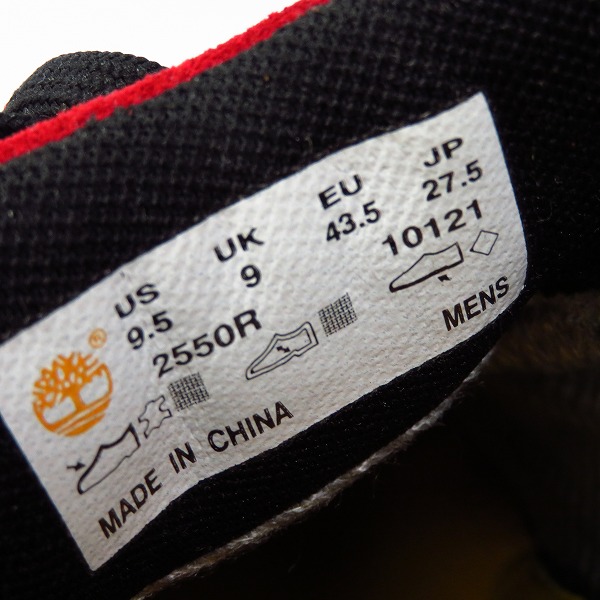 US UK EU JP
9.5 9 43.5 27.5
2550R 10121
MADE IN CHINA MENS
®